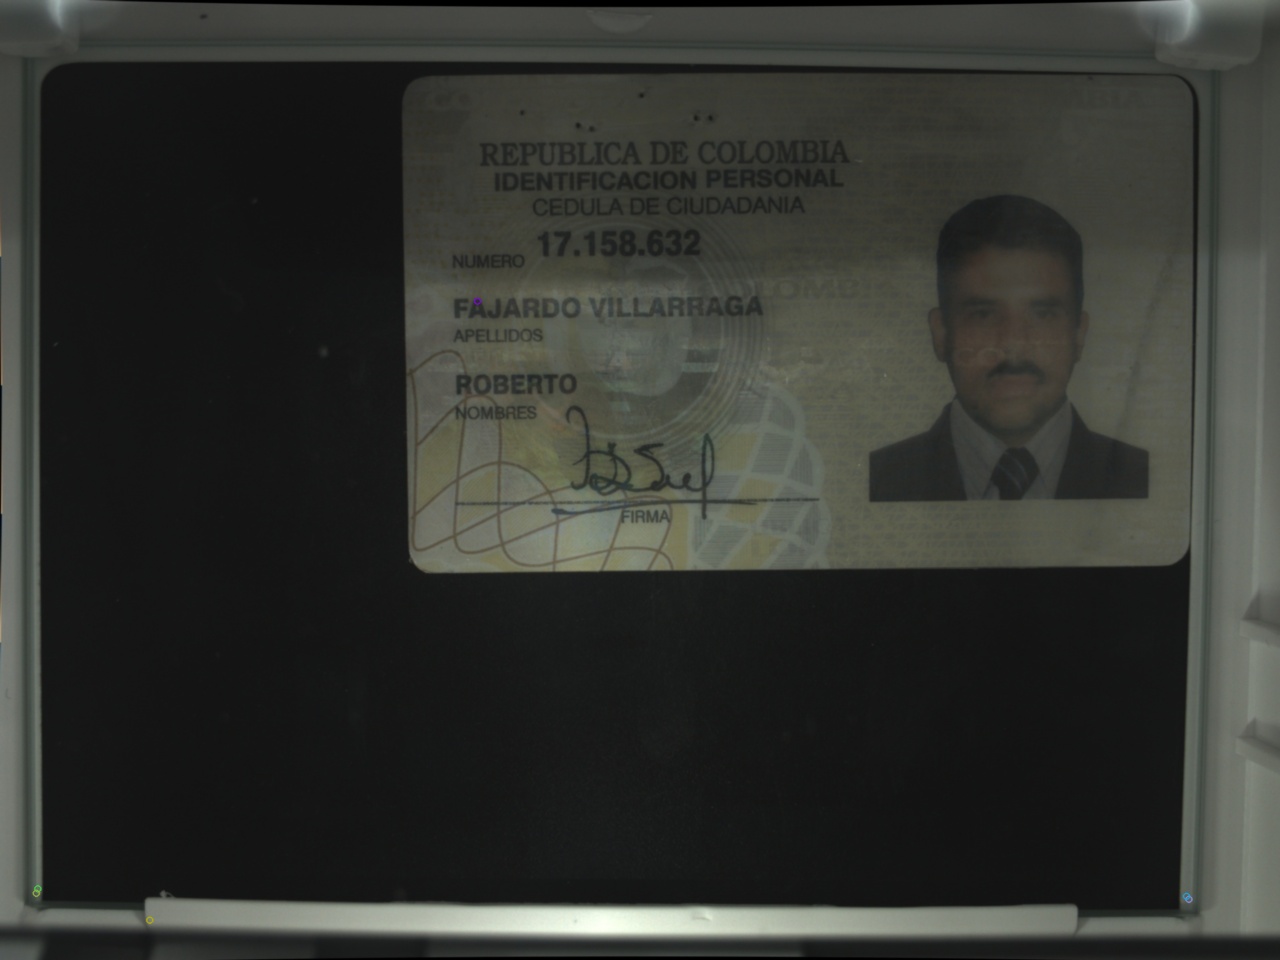 REPUBLICA DE COLOMBIA
IDENTIFICACION PERSONAL
CEDULA DE CIUDADANIA
NUMERO 17.158.632
FAJARDO VILLARRAGA
APELLIDOS
ROBERTO
NOMBRES
FIRMA